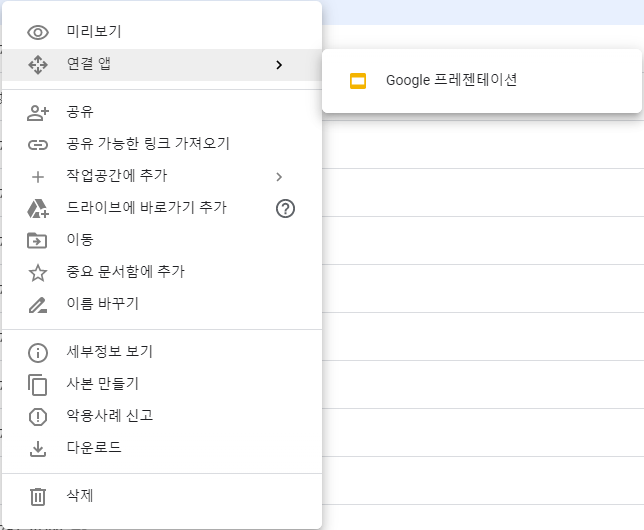 미리보기
연결 앱
Google 프레젠테이션
공유
공유 가능한 링크 가져오기
작업공간에 추가
드라이브에 바로가기 추가
이동
중요 문서함에 추가
이름 바꾸기
세부정보 보기
사본 만들기
악용사례 신고
다운로드
삭제